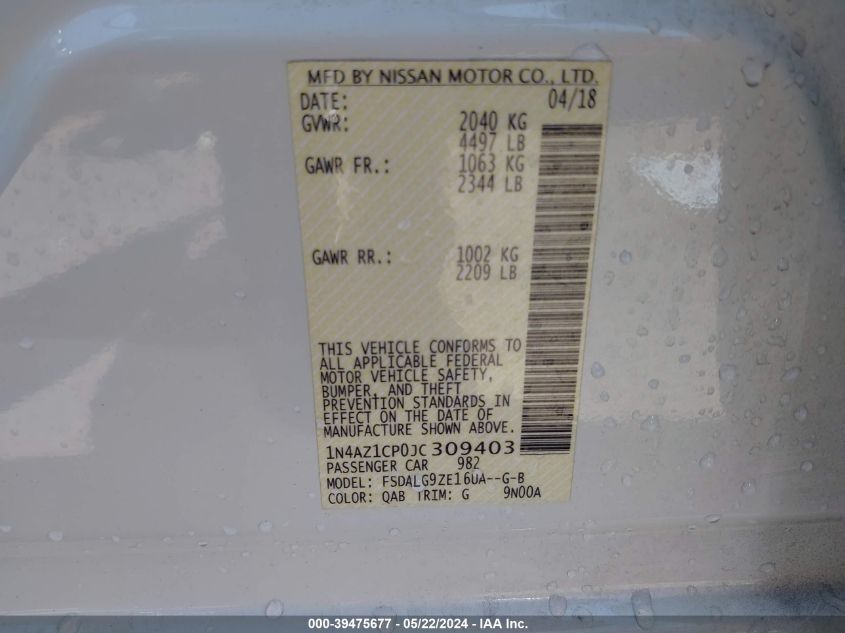 MFD BY NISSAN MOTOR CO., LTD.
DATE: 04/18
GVWR: 2040 KG
4497 LB
GAWR FR.: 1063 KG
2344 LB
GAWR RR.: 1002 KG
2209 LB
THIS VEHICLE CONFORMS TO
ALL APPLICABLE FEDERAL
MOTOR VEHICLE SAFETY,
BUMPER, AND THEFT
PREVENTION STANDARDS IN
EFFECT ON THE DATE OF
MANUFACTURE SHOWN ABOVE.
1N4AZ1CP0JC309403
PASSENGER CAR 982
MODEL: FSDALG9ZE16UA--G-B
COLOR: QAB TRIM: G 9N00A
000-39475677 - 05/22/2024 - IAA Inc.